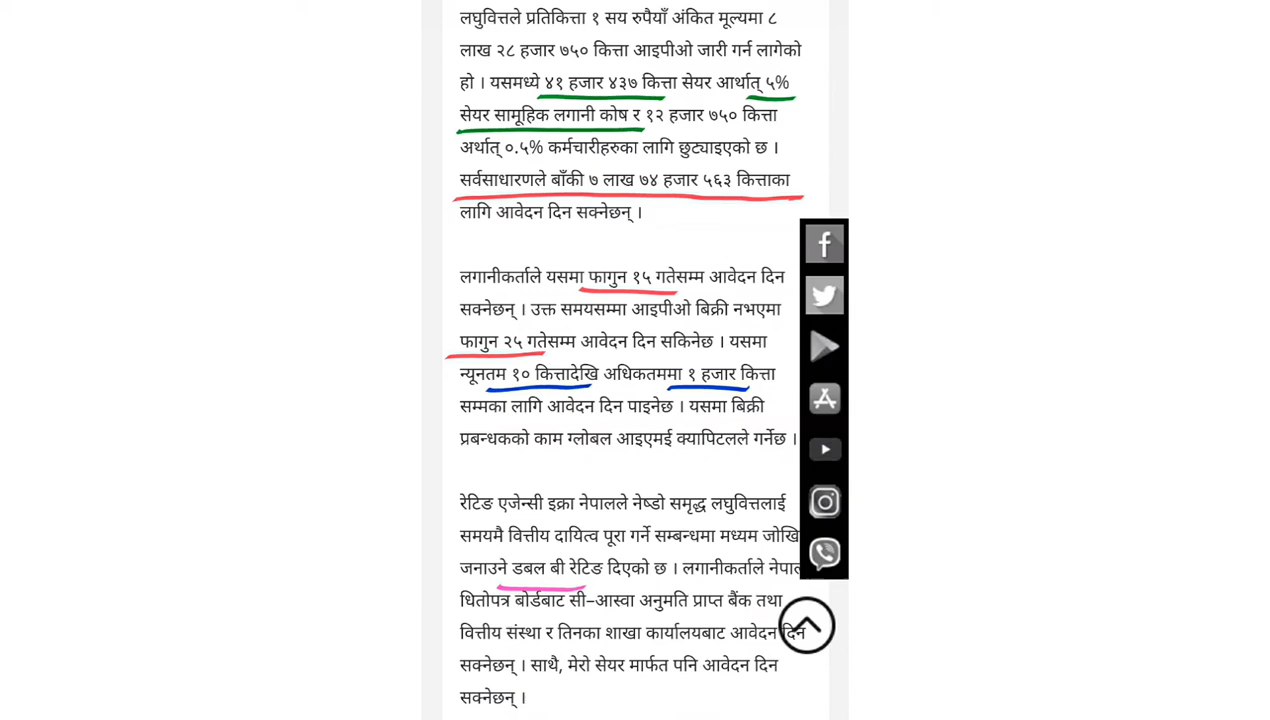 लघुवित्तले प्रतिकित्ता १ सय रुपैयाँ अंकित मूल्यमा ८
लाख २८ हजार ७५० कित्ता आइपीओ जारी गर्न लागेको
हो । यसमध्ये ४१ हजार ४३७ कित्ता सेयर आर्थात् ५%
सेयर सामूहिक लगानी कोष र १२ हजार ७५० कित्ता
अर्थात् ०.५% कर्मचारीहरुका लागि छुट्याइएको छ ।
सर्वसाधारणले बाँकी ७ लाख ७४ हजार ५६३ कित्ताका
लागि आवेदन दिन सक्नेछन् ।
लगानीकर्ताले यसमा फागुन १५ गतेसम्म आवेदन दिन
सक्नेछन् । उक्त समयसम्मा आइपीओ बिक्री नभएमा
फागुन २५ गतेसम्म आवेदन दिन सकिनेछ । यसमा
न्यूनतम १० कित्तादेखि अधिकतममा १ हजार कित्ता
सम्मका लागि आवेदन दिन पाइनेछ । यसमा बिक्री
प्रबन्धकको काम ग्लोबल आइएमई क्यापिटलले गर्नेछ ।
रेटिङ एजेन्सी इक्रा नेपालले नेष्डो समृद्ध लघुवित्तलाई
समयमै वित्तीय दायित्व पूरा गर्ने सम्बन्धमा मध्यम जोखि
जनाउने डबल बी रेटिङ दिएको छ । लगानीकर्ताले नेपाल
धितोपत्र बोर्डबाट सी–आस्वा अनुमति प्राप्त बैंक तथा
वित्तीय संस्था र तिनका शाखा कार्यालयबाट आवेदन दिन
सक्नेछन् । साथै, मेरो सेयर मार्फत पनि आवेदन दिन
सक्नेछन् ।